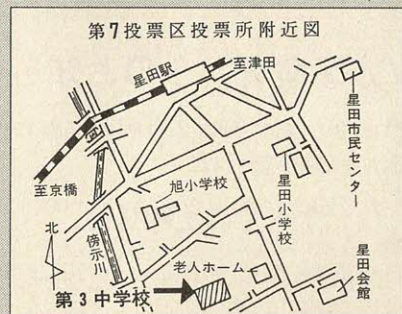 第7投票区投票所附近図
星田駅
至津田
星田市民センター
至京橋
旭小学校
星田小学校
北
傍示川
老人ホーム
星田会館
第3中学校